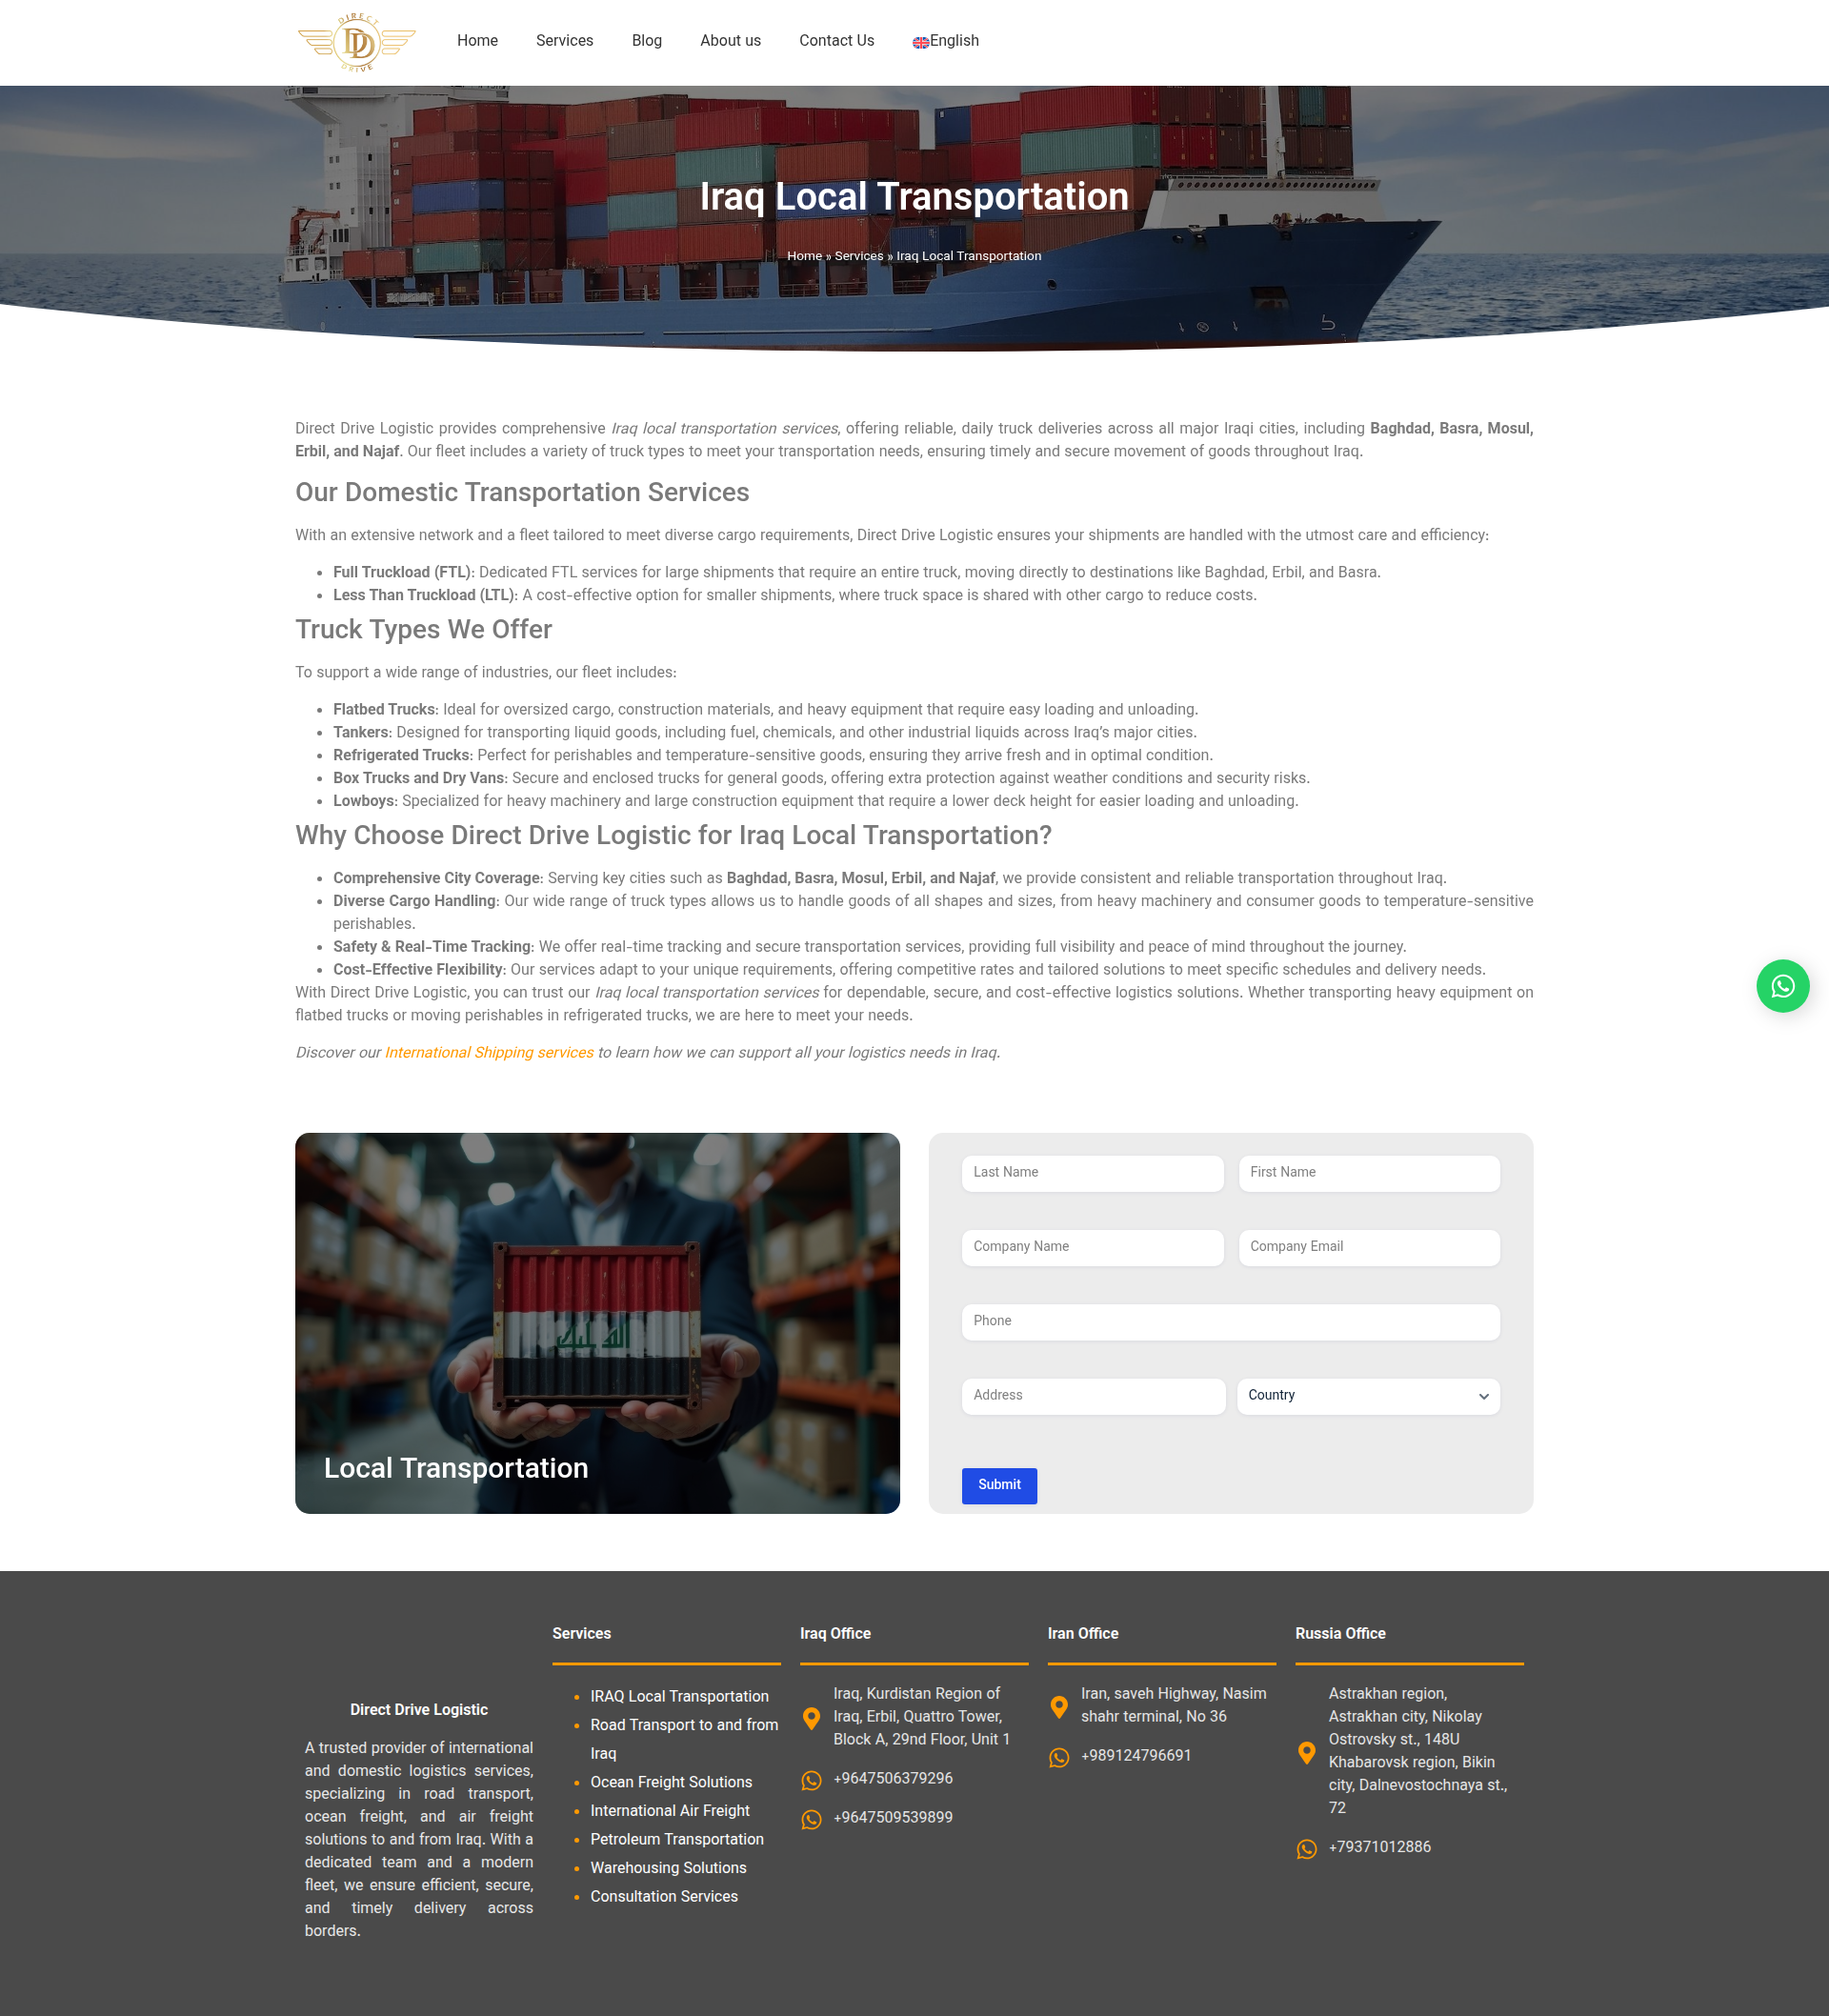 DIRECT
DD
DRIVE
Home
Services
Blog
About us
Contact Us
English
Iraq Local Transportation
Home » Services » Iraq Local Transportation
Direct Drive Logistic provides comprehensive Iraq local transportation services, offering reliable, daily truck deliveries across all major Iraqi cities, including Baghdad, Basra, Mosul,
Erbil, and Najaf. Our fleet includes a variety of truck types to meet your transportation needs, ensuring timely and secure movement of goods throughout Iraq.
Our Domestic Transportation Services
With an extensive network and a fleet tailored to meet diverse cargo requirements, Direct Drive Logistic ensures your shipments are handled with the utmost care and efficiency:
• Full Truckload (FTL): Dedicated FTL services for large shipments that require an entire truck, moving directly to destinations like Baghdad, Erbil, and Basra.
• Less Than Truckload (LTL): A cost-effective option for smaller shipments, where truck space is shared with other cargo to reduce costs.
Truck Types We Offer
To support a wide range of industries, our fleet includes:
• Flatbed Trucks: Ideal for oversized cargo, construction materials, and heavy equipment that require easy loading and unloading.
• Tankers: Designed for transporting liquid goods, including fuel, chemicals, and other industrial liquids across Iraq’s major cities.
• Refrigerated Trucks: Perfect for perishables and temperature-sensitive goods, ensuring they arrive fresh and in optimal condition.
• Box Trucks and Dry Vans: Secure and enclosed trucks for general goods, offering extra protection against weather conditions and security risks.
• Lowboys: Specialized for heavy machinery and large construction equipment that require a lower deck height for easier loading and unloading.
Why Choose Direct Drive Logistic for Iraq Local Transportation?
• Comprehensive City Coverage: Serving key cities such as Baghdad, Basra, Mosul, Erbil, and Najaf, we provide consistent and reliable transportation throughout Iraq.
• Diverse Cargo Handling: Our wide range of truck types allows us to handle goods of all shapes and sizes, from heavy machinery and consumer goods to temperature-sensitive
perishables.
• Safety & Real-Time Tracking: We offer real-time tracking and secure transportation services, providing full visibility and peace of mind throughout the journey.
• Cost-Effective Flexibility: Our services adapt to your unique requirements, offering competitive rates and tailored solutions to meet specific schedules and delivery needs.
With Direct Drive Logistic, you can trust our Iraq local transportation services for dependable, secure, and cost-effective logistics solutions. Whether transporting heavy equipment on
flatbed trucks or moving perishables in refrigerated trucks, we are here to meet your needs.
Discover our International Shipping services to learn how we can support all your logistics needs in Iraq.
Local Transportation
Last Name
First Name
Company Name
Company Email
Phone
Address
Country
Submit
Direct Drive Logistic
A trusted provider of international
and domestic logistics services,
specializing in road transport,
ocean freight, and air freight
solutions to and from Iraq. With a
dedicated team and a modern
fleet, we ensure efficient, secure,
and timely delivery across
borders.
Services
• IRAQ Local Transportation
• Road Transport to and from
Iraq
• Ocean Freight Solutions
• International Air Freight
• Petroleum Transportation
• Warehousing Solutions
• Consultation Services
Iraq Office
Iraq, Kurdistan Region of
Iraq, Erbil, Quattro Tower,
Block A, 29nd Floor, Unit 1
+9647506379296
+9647509539899
Iran Office
Iran, saveh Highway, Nasim
shahr terminal, No 36
+989124796691
Russia Office
Astrakhan region,
Astrakhan city, Nikolay
Ostrovsky st., 148U
Khabarovsk region, Bikin
city, Dalnevostochnaya st.,
72
+79371012886